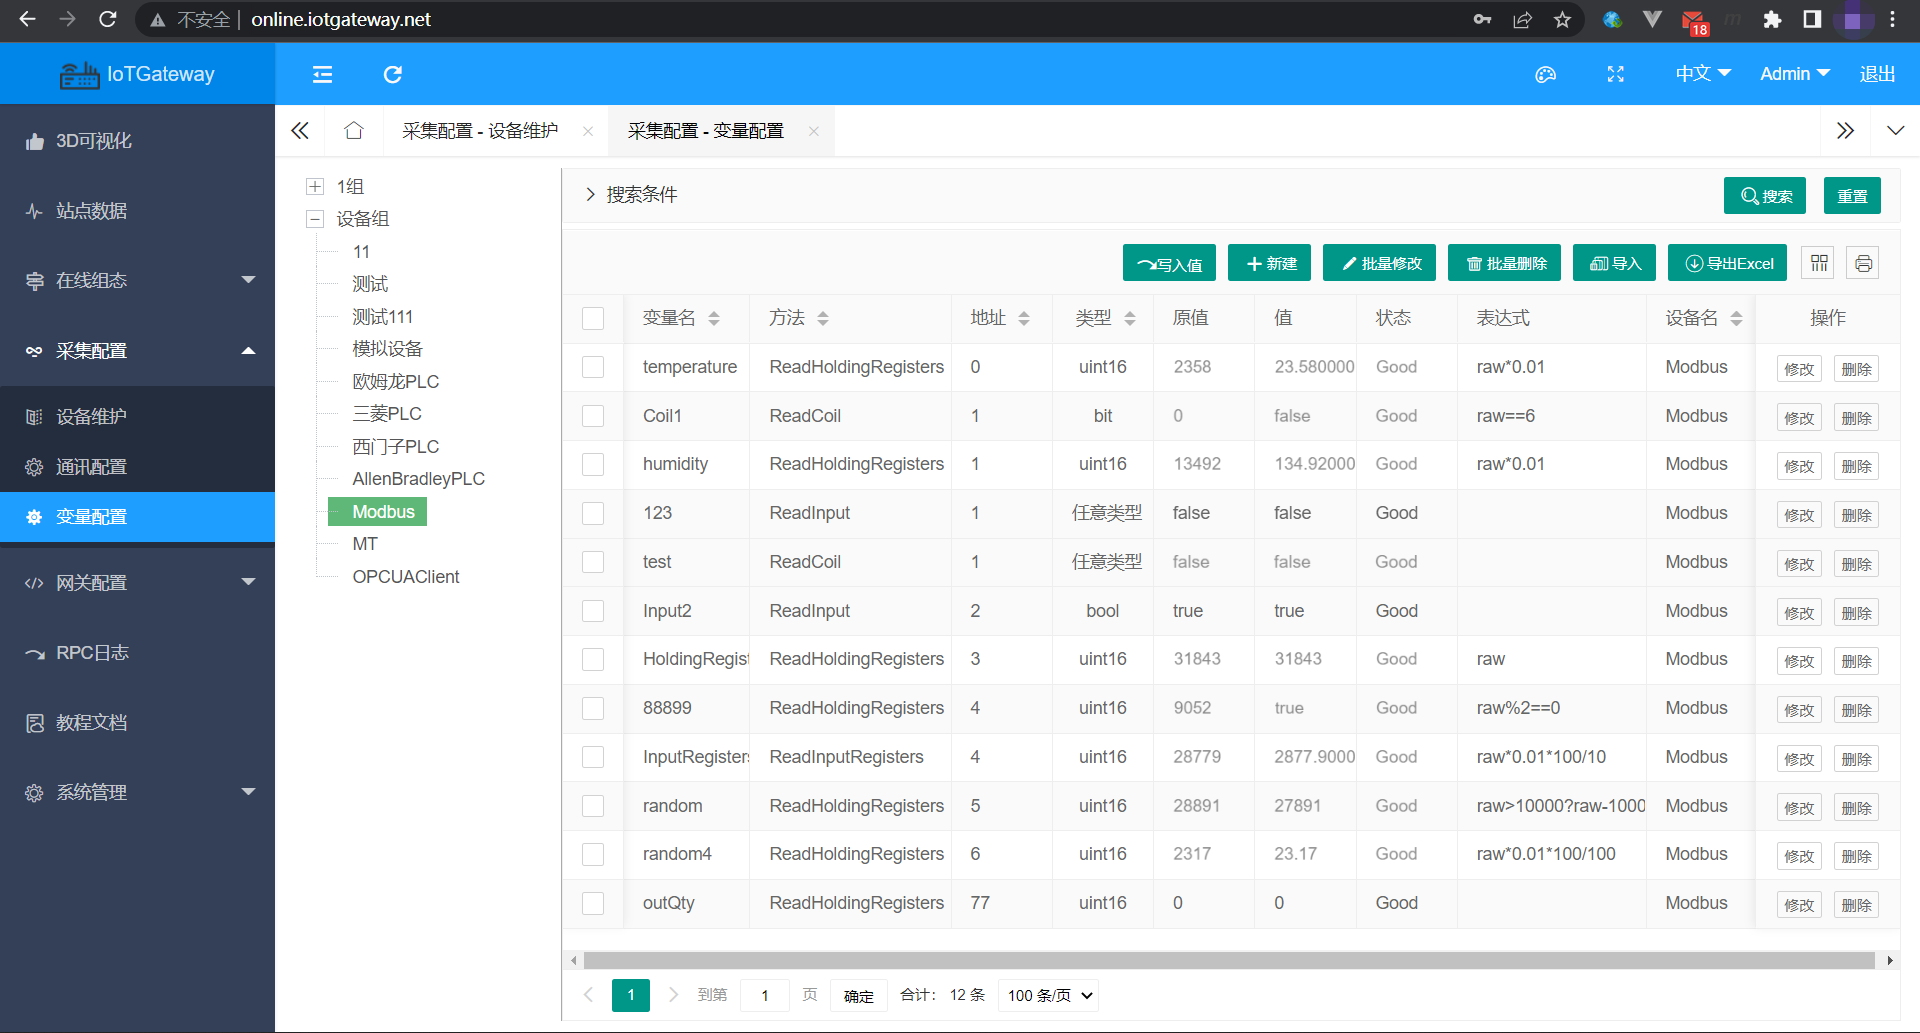 不安全 online.iotgateway.net
18
IoTGateway
中文 Admin 退出
3D可视化
站点数据
在线组态
采集配置
设备维护
通讯配置
变量配置
网关配置
RPC日志
教程文档
系统管理
采集配置 - 设备维护 采集配置 - 变量配置
1组
设备组
11
测试
测试111
模拟设备
欧姆龙PLC
三菱PLC
西门子PLC
AllenBradleyPLC
Modbus
MT
OPCUAClient
搜索条件 搜索 重置
写入值 新建 批量修改 批量删除 导入 导出Excel
变量名 方法 地址 类型 原值 值 状态 表达式 设备名 操作
temperature ReadHoldingRegisters 0 uint16 2358 23.580000 Good raw*0.01 Modbus 修改 删除
Coil1 ReadCoil 1 bit 0 false Good raw==6 Modbus 修改 删除
humidity ReadHoldingRegisters 1 uint16 13492 134.92000 Good raw*0.01 Modbus 修改 删除
123 ReadInput 1 任意类型 false false Good Modbus 修改 删除
test ReadCoil 1 任意类型 false false Good Modbus 修改 删除
Input2 ReadInput 2 bool true true Good Modbus 修改 删除
HoldingRegist ReadHoldingRegisters 3 uint16 31843 31843 Good raw Modbus 修改 删除
88899 ReadHoldingRegisters 4 uint16 9052 true Good raw%2==0 Modbus 修改 删除
InputRegisters ReadInputRegisters 4 uint16 28779 2877.9000 Good raw*0.01*100/10 Modbus 修改 删除
random ReadHoldingRegisters 5 uint16 28891 27891 Good raw>10000?raw-1000 Modbus 修改 删除
random4 ReadHoldingRegisters 6 uint16 2317 23.17 Good raw*0.01*100/100 Modbus 修改 删除
outQty ReadHoldingRegisters 77 uint16 0 0 Good Modbus 修改 删除
1 到第 1 页 确定 合计： 12 条 100 条/页